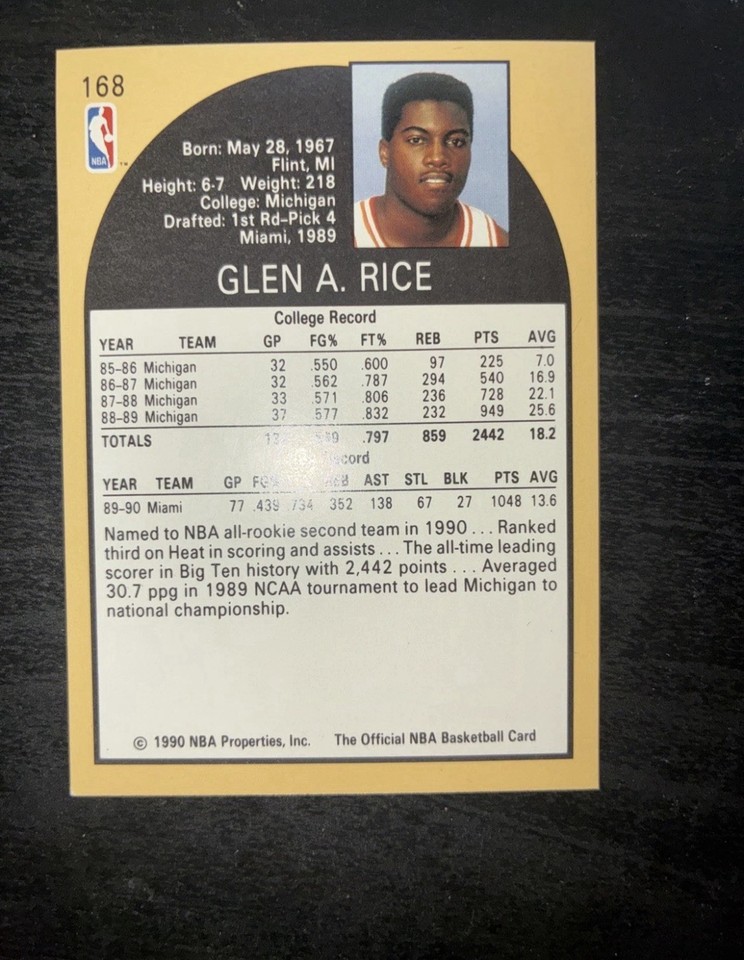 168
NBA
™
Born: May 28, 1967
Flint, MI
Height: 6-7 Weight: 218
College: Michigan
Drafted: 1st Rd–Pick 4
Miami, 1989
GLEN A. RICE
College Record
YEAR TEAM GP FG% FT% REB PTS AVG
85–86 Michigan 32 .550 .600 97 225 7.0
86–87 Michigan 32 .562 .787 294 540 16.9
87–88 Michigan 33 .571 .806 236 728 22.1
88–89 Michigan 37 .577 .832 232 949 25.6
TOTALS .797 859 2442 18.2
YEAR TEAM GP AST STL BLK PTS AVG
89–90 Miami 77 .439 .734 352 138 67 27 1048 13.6
Named to NBA all-rookie second team in 1990 . . . Ranked
third on Heat in scoring and assists . . . The all-time leading
scorer in Big Ten history with 2,442 points . . . Averaged
30.7 ppg in 1989 NCAA tournament to lead Michigan to
national championship.
© 1990 NBA Properties, Inc. The Official NBA Basketball Card